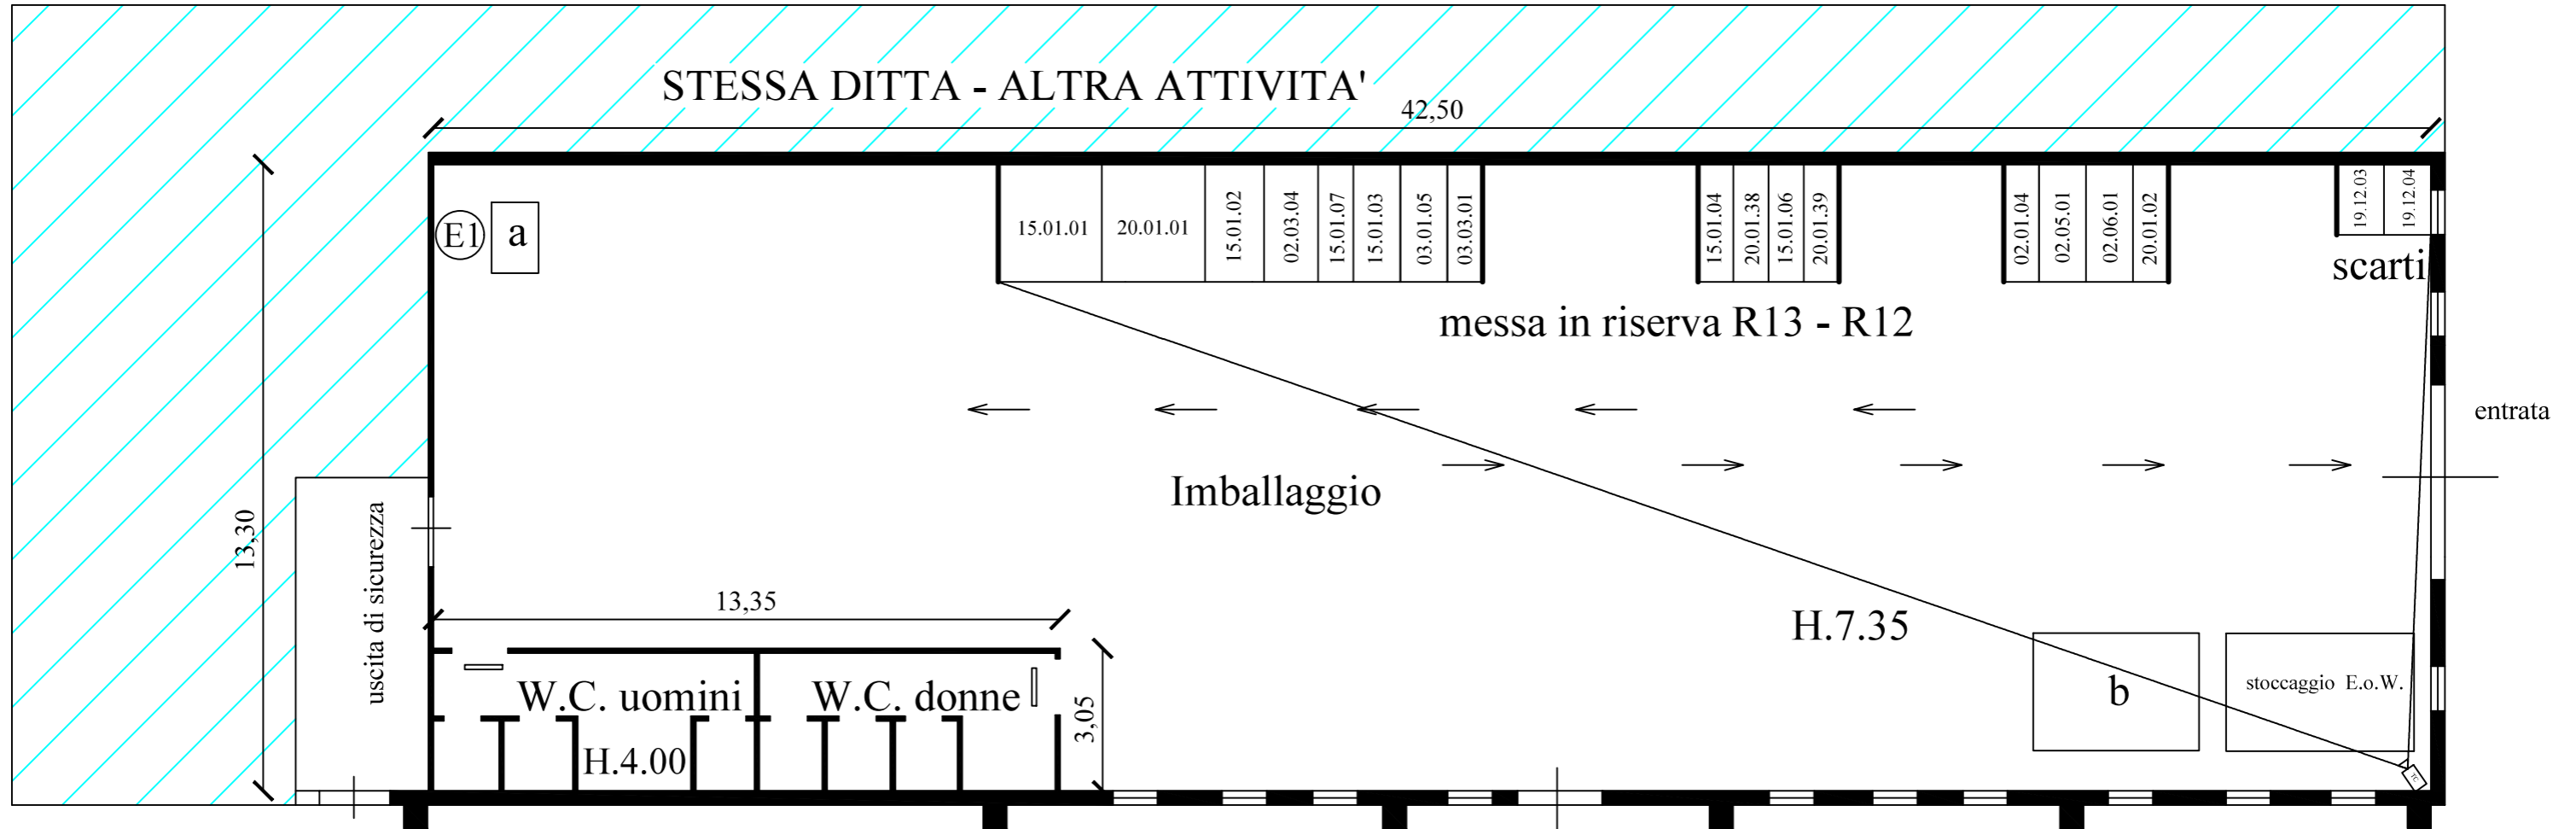 STESSA DITTA - ALTRA ATTIVITA'
42,50
E1
a
15.01.01
20.01.01
15.01.02
02.03.04
15.01.07
15.01.03
03.01.05
03.03.01
15.01.04
20.01.38
15.01.06
20.01.39
02.01.04
02.05.01
02.06.01
20.01.02
19.12.03
19.12.04
scarti
messa in riserva R13 - R12
entrata
Imballaggio
13,30
uscita di sicurezza
13,35
H.7.35
W.C. uomini
W.C. donne
3,05
b
stoccaggio E.o.W.
H.4.00
TC